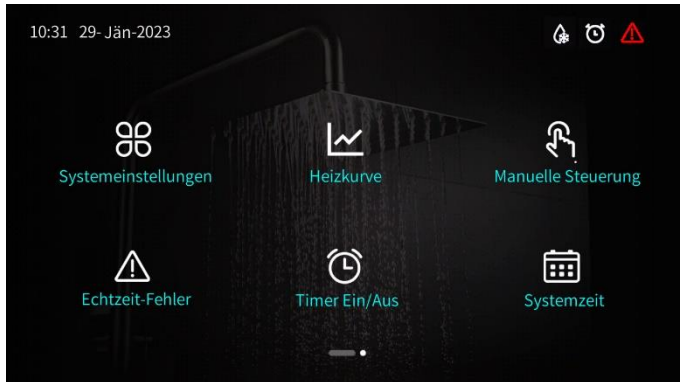 10:31 29-Jän-2023
Systemeinstellungen
Heizkurve
Manuelle Steuerung
Echtzeit-Fehler
Timer Ein/Aus
Systemzeit